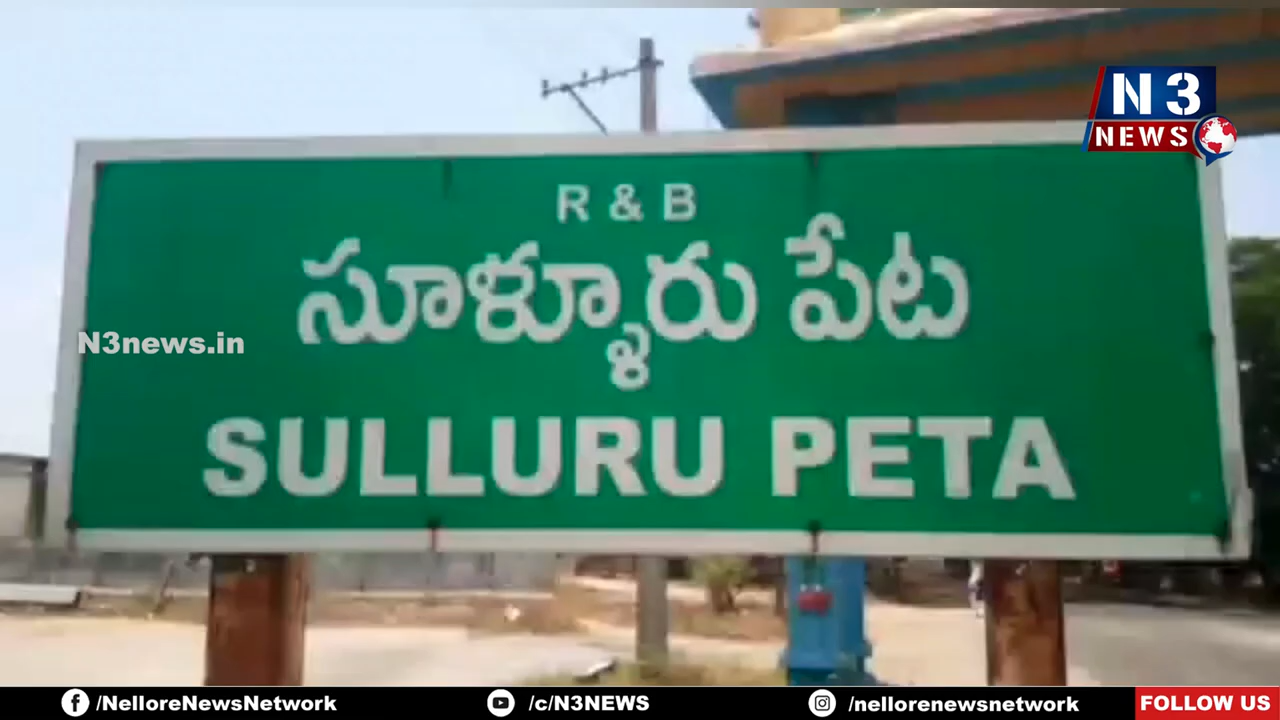 N 3
NEWS
R & B
సూళ్ళూరు పేట
N3news.in
SULLURU PETA
/NelloreNewsNetwork
/c/N3NEWS
/nellorenewsnetwork
FOLLOW US